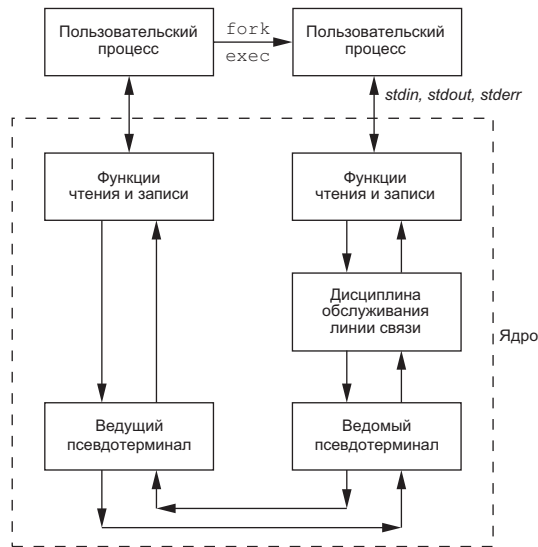 Пользовательский
процесс
fork
exec
Пользовательский
процесс
stdin, stdout, stderr
Функции
чтения и записи
Функции
чтения и записи
Дисциплина
обслуживания
линии связи
Ядро
Ведущий
псевдотерминал
Ведомый
псевдотерминал